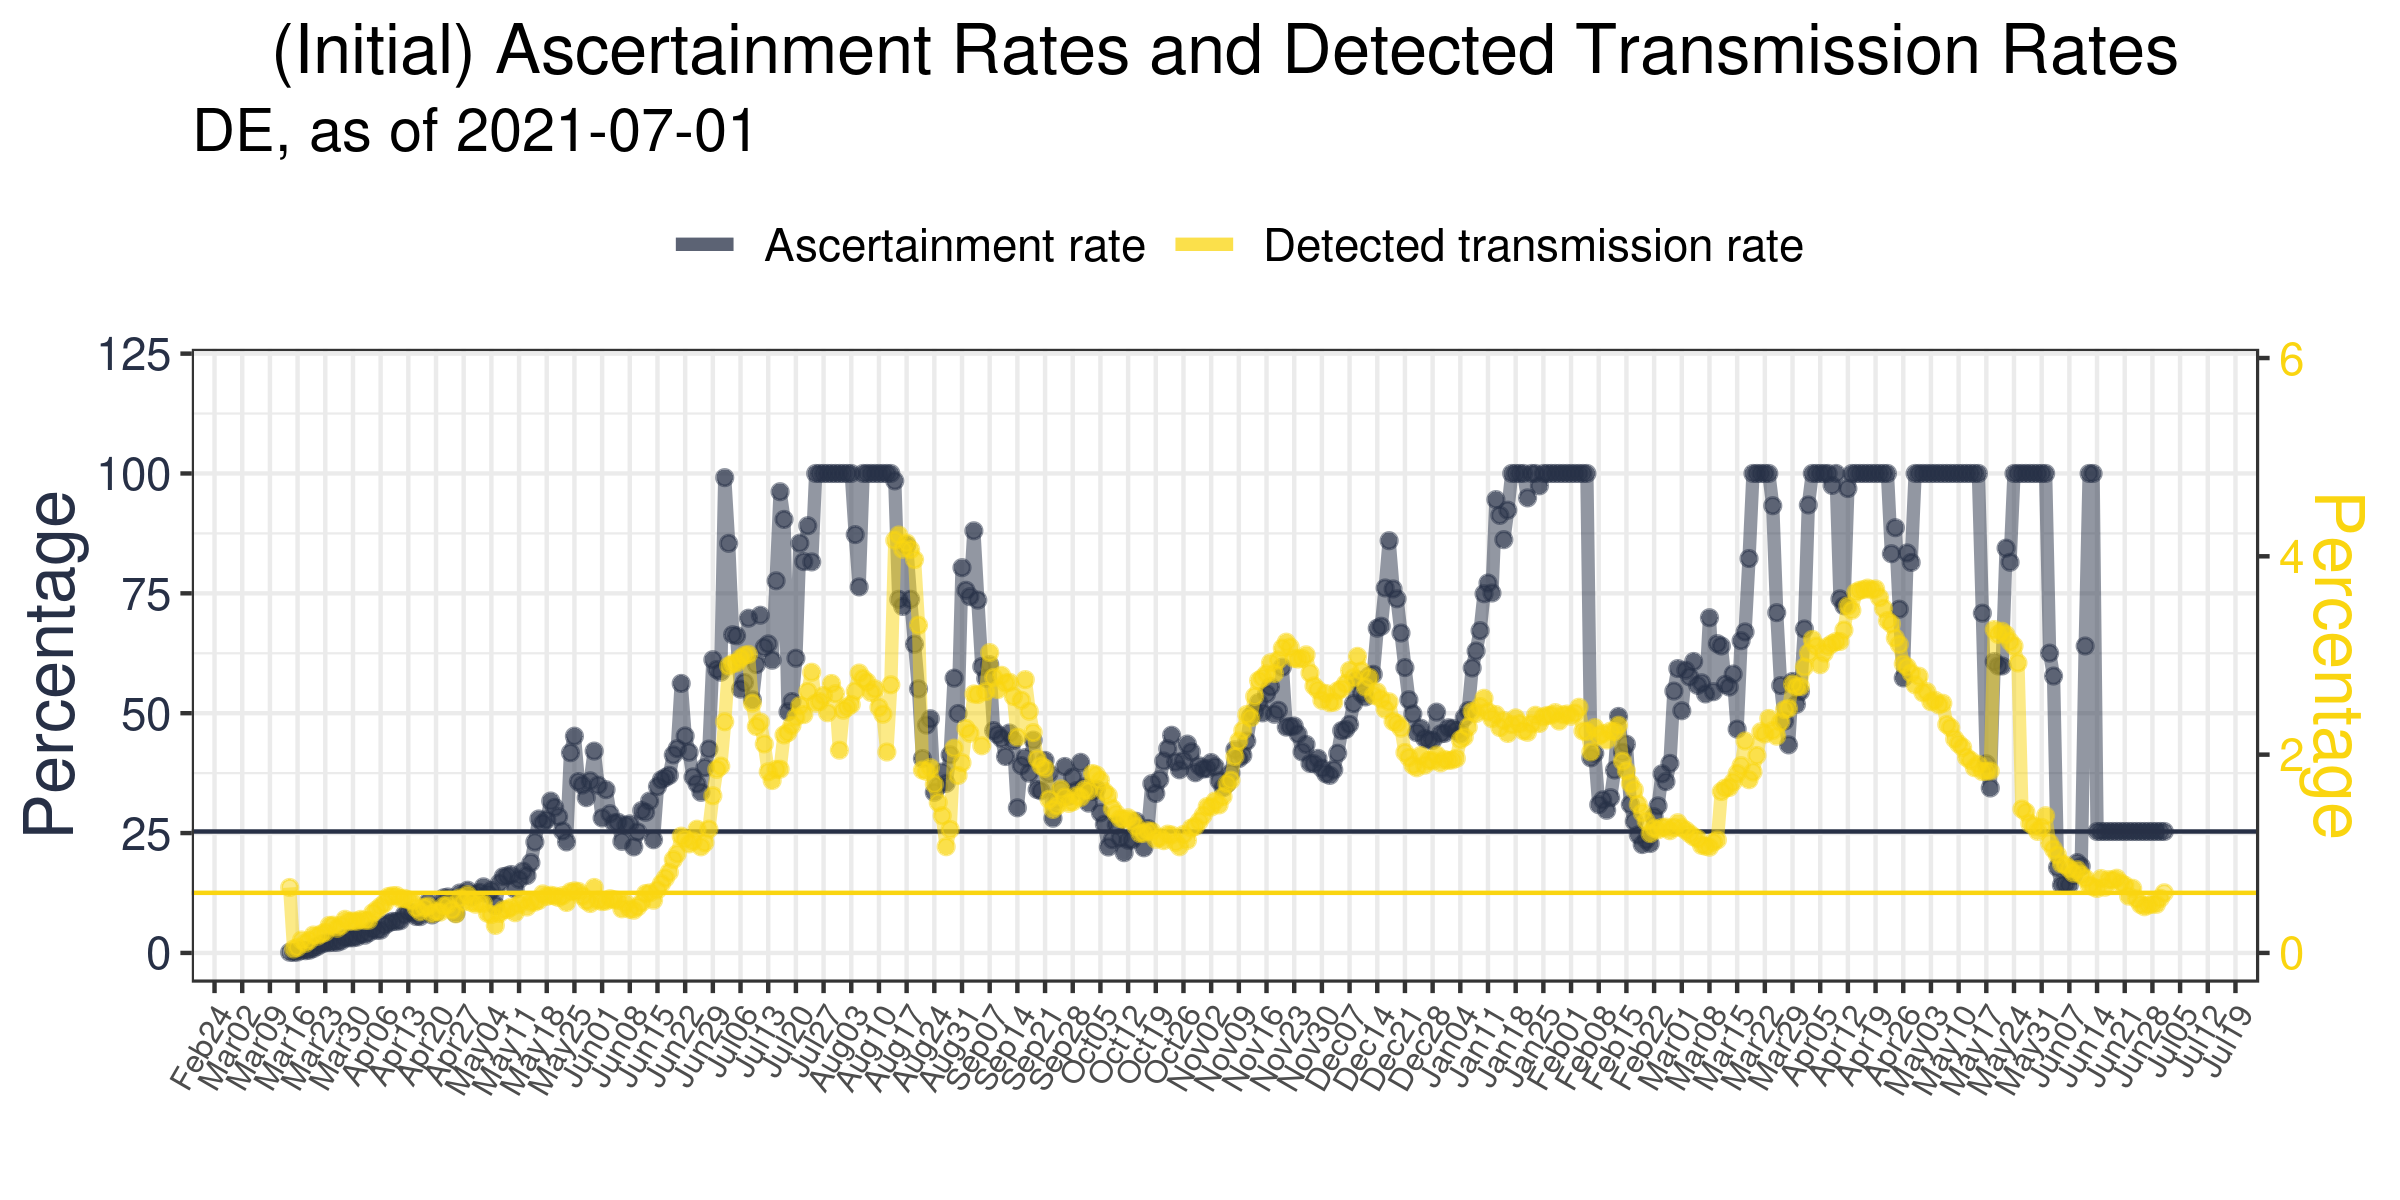 (Initial) Ascertainment Rates and Detected Transmission Rates
DE, as of 2021-07-01
Ascertainment rate
Detected transmission rate
125
100
75
50
25
0
Percentage
6
4
2
0
Percentage
Feb24
Mar02
Mar09
Mar16
Mar23
Mar30
Apr06
Apr13
Apr20
Apr27
May04
May11
May18
May25
Jun01
Jun08
Jun15
Jun22
Jun29
Jul06
Jul13
Jul20
Jul27
Aug03
Aug10
Aug17
Aug24
Aug31
Sep07
Sep14
Sep21
Sep28
Oct05
Oct12
Oct19
Oct26
Nov02
Nov09
Nov16
Nov23
Nov30
Dec07
Dec14
Dec21
Dec28
Jan04
Jan11
Jan18
Jan25
Feb01
Feb08
Feb15
Feb22
Mar01
Mar08
Mar15
Mar22
Mar29
Apr05
Apr12
Apr19
Apr26
May03
May10
May17
May24
May31
Jun07
Jun14
Jun21
Jun28
Jul05
Jul12
Jul19